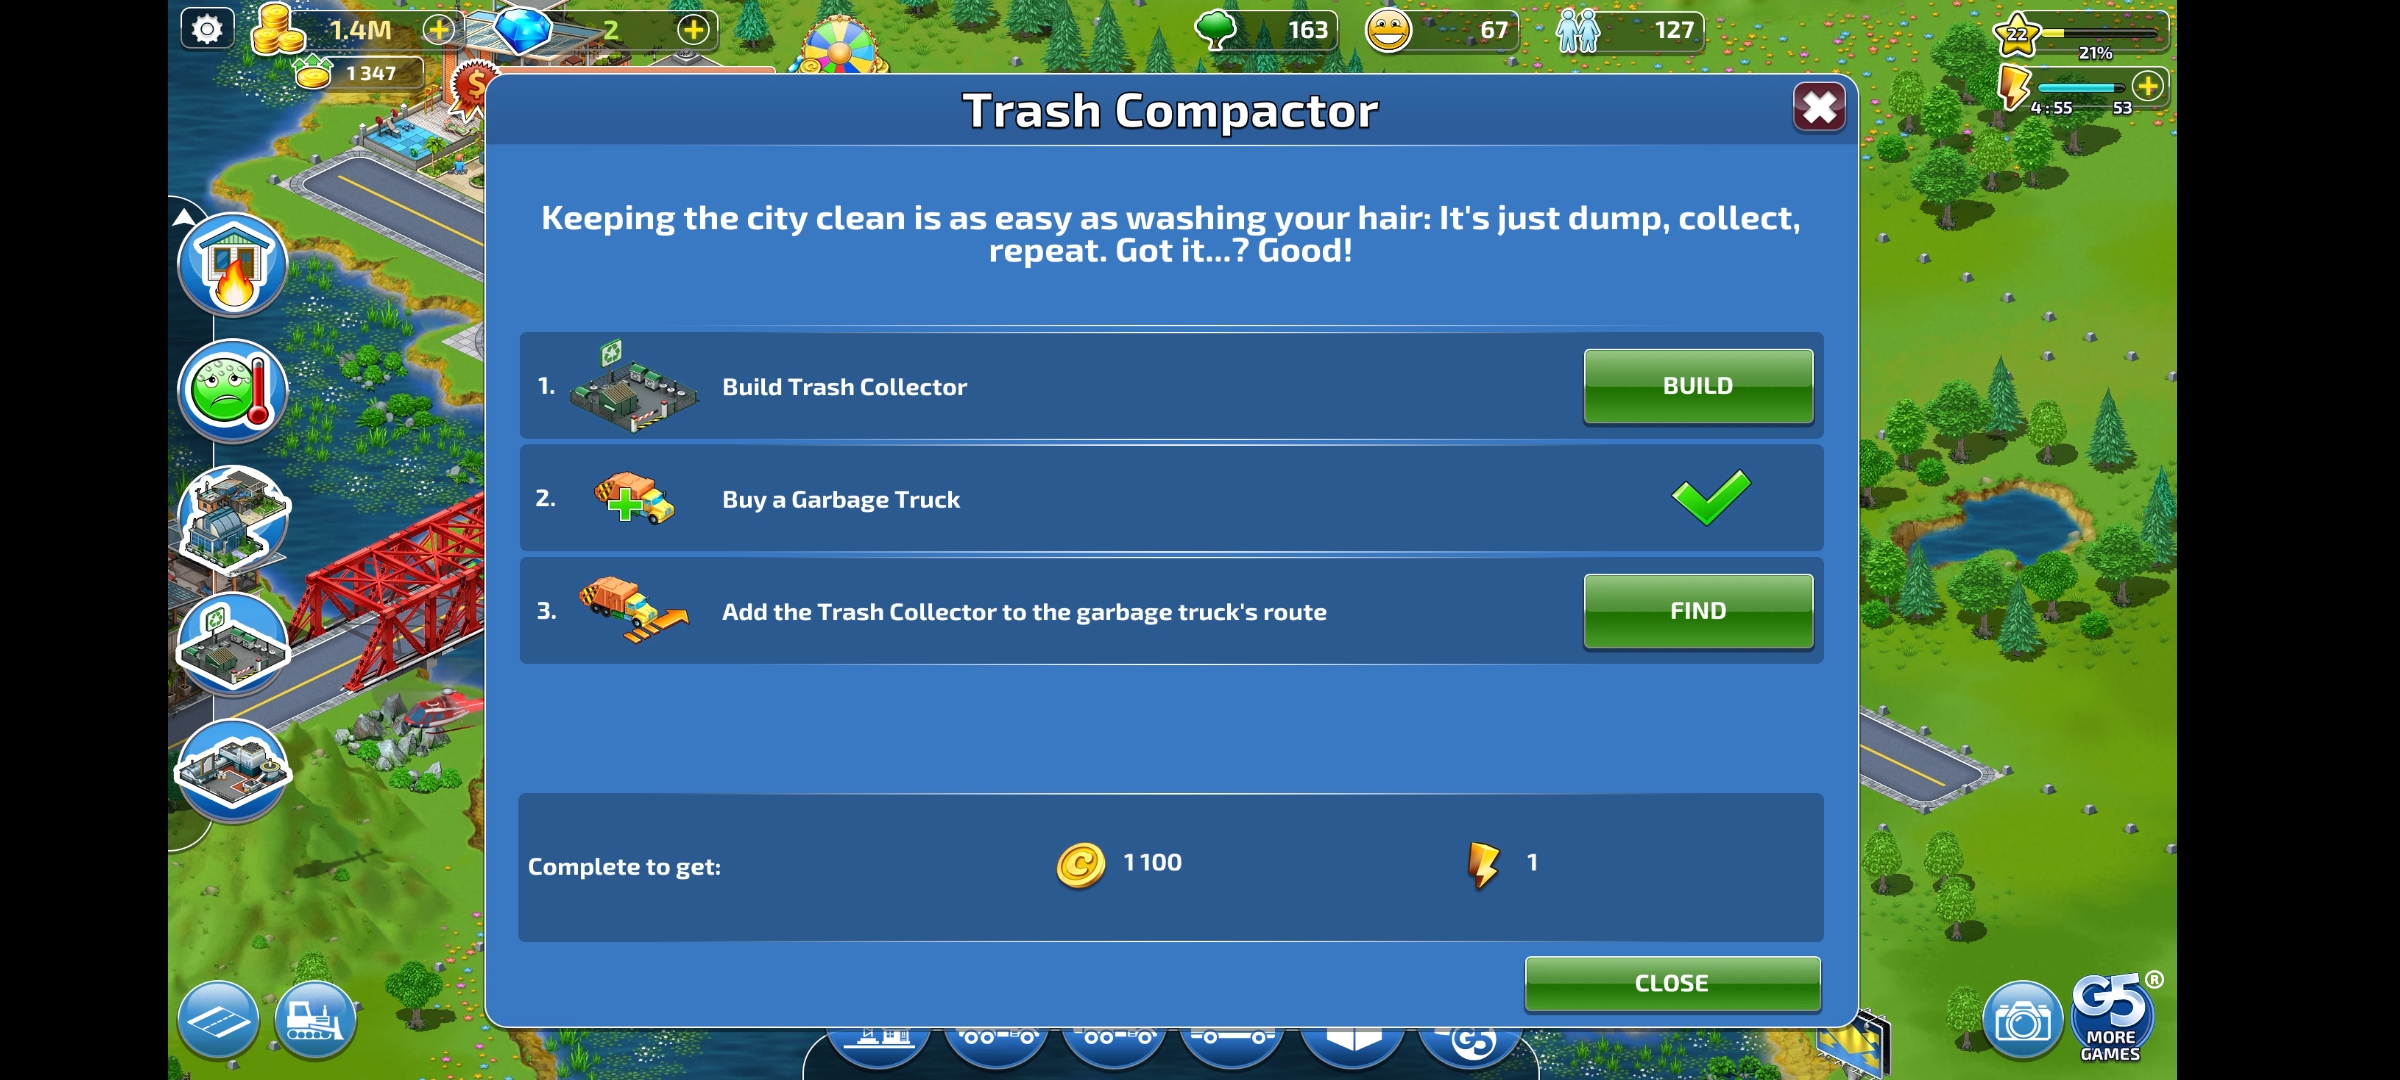 1.4M
2
163
67
127
22
21%
1 347
$
4:55
53
Trash Compactor
Keeping the city clean is as easy as washing your hair: It's just dump, collect,
repeat. Got it...? Good!
1.
Build Trash Collector
BUILD
2.
Buy a Garbage Truck
3.
Add the Trash Collector to the garbage truck's route
FIND
Complete to get:
1 100
1
CLOSE
G5
G5 ®
MORE
GAMES